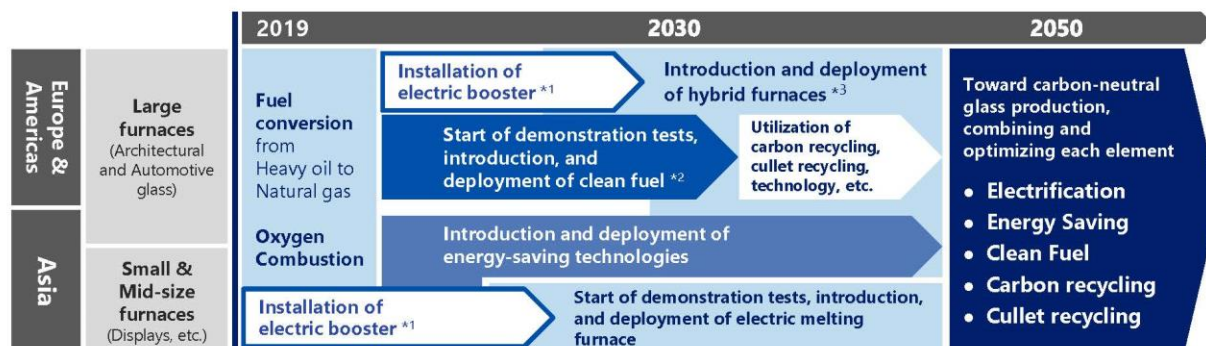 2019
2030
2050
Europe &
Americas
Asia
Large
furnaces
(Architectural
and Automotive
glass)
Small &
Mid-size
furnaces
(Displays, etc.)
Fuel
conversion
from
Heavy oil to
Natural gas
Oxygen
Combustion
Installation of
electric booster *1
Introduction and deployment
of hybrid furnaces *3
Start of demonstration tests,
introduction, and
deployment of clean fuel *2
Utilization of
carbon recycling,
cullet recycling,
technology, etc.
Introduction and deployment of
energy-saving technologies
Installation of
electric booster *1
Start of demonstration tests, introduction,
and deployment of electric melting
furnace
Toward carbon-neutral
glass production,
combining and
optimizing each element
• Electrification
• Energy Saving
• Clean Fuel
• Carbon recycling
• Cullet recycling